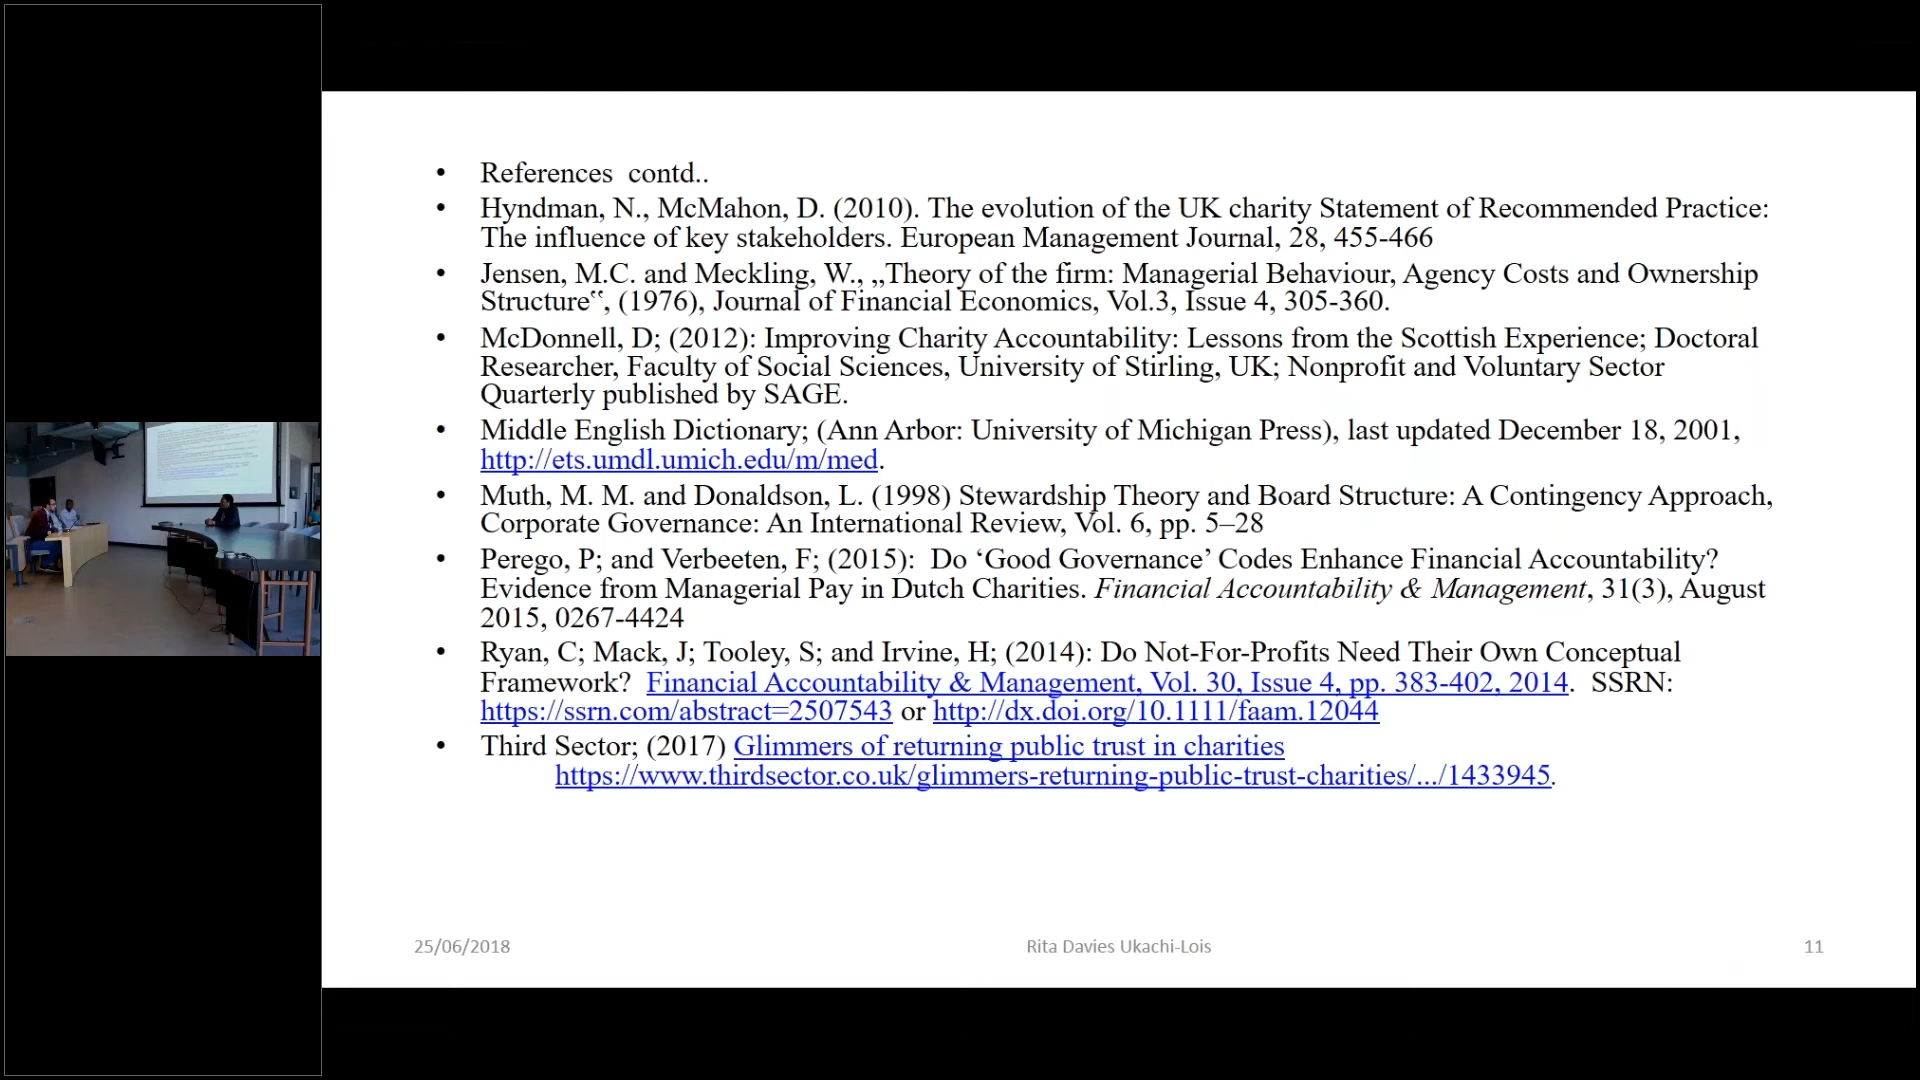 • References  contd..
• Hyndman, N., McMahon, D. (2010). The evolution of the UK charity Statement of Recommended Practice:
The influence of key stakeholders. European Management Journal, 28, 455-466
• Jensen, M.C. and Meckling, W., „Theory of the firm: Managerial Behaviour, Agency Costs and Ownership
Structure‟, (1976), Journal of Financial Economics, Vol.3, Issue 4, 305-360.
• McDonnell, D; (2012): Improving Charity Accountability: Lessons from the Scottish Experience; Doctoral
Researcher, Faculty of Social Sciences, University of Stirling, UK; Nonprofit and Voluntary Sector
Quarterly published by SAGE.
• Middle English Dictionary; (Ann Arbor: University of Michigan Press), last updated December 18, 2001,
http://ets.umdl.umich.edu/m/med.
• Muth, M. M. and Donaldson, L. (1998) Stewardship Theory and Board Structure: A Contingency Approach,
Corporate Governance: An International Review, Vol. 6, pp. 5–28
• Perego, P; and Verbeeten, F; (2015):  Do ‘Good Governance’ Codes Enhance Financial Accountability?
Evidence from Managerial Pay in Dutch Charities. Financial Accountability & Management, 31(3), August
2015, 0267-4424
• Ryan, C; Mack, J; Tooley, S; and Irvine, H; (2014): Do Not-For-Profits Need Their Own Conceptual
Framework?  Financial Accountability & Management, Vol. 30, Issue 4, pp. 383-402, 2014.  SSRN:
https://ssrn.com/abstract=2507543 or http://dx.doi.org/10.1111/faam.12044
• Third Sector; (2017) Glimmers of returning public trust in charities
https://www.thirdsector.co.uk/glimmers-returning-public-trust-charities/.../1433945.
25/06/2018 Rita Davies Ukachi-Lois 11